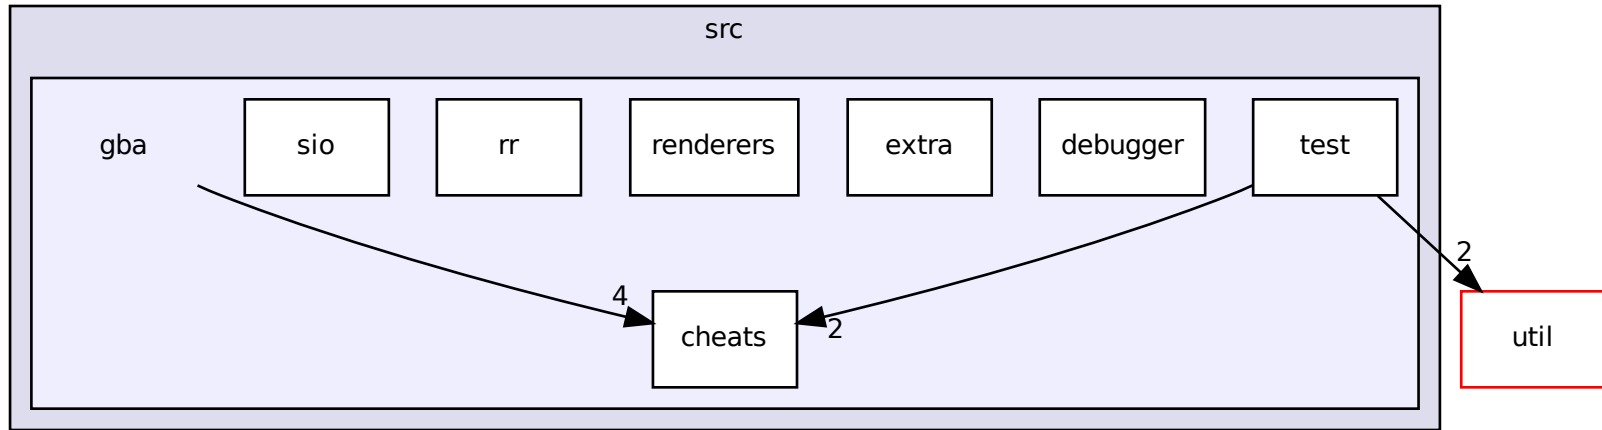 src
gba
sio
rr
renderers
extra
debugger
test
2
4
2
cheats
util